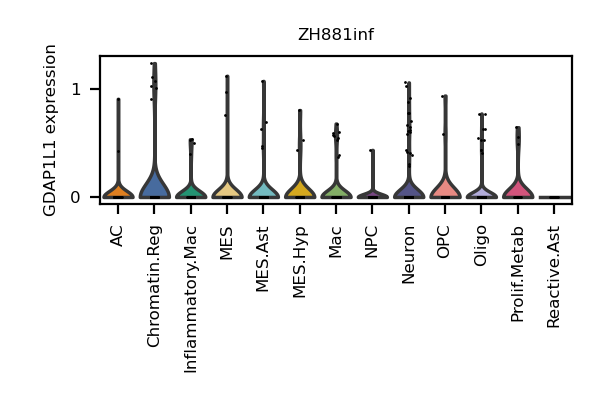 ZH881inf
GDAP1L1 expression
1
0
AC
Chromatin.Reg
Inflammatory.Mac
MES
MES.Ast
MES.Hyp
Mac
NPC
Neuron
OPC
Oligo
Prolif.Metab
Reactive.Ast